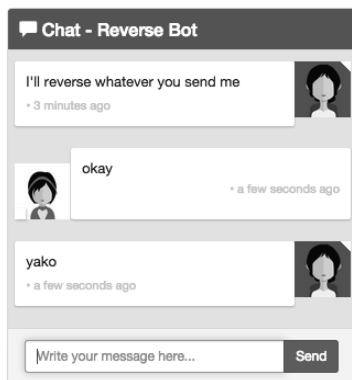 Chat - Reverse Bot
I'll reverse whatever you send me
• 3 minutes ago
okay
• a few seconds ago
yako
• a few seconds ago
Write your message here...
Send